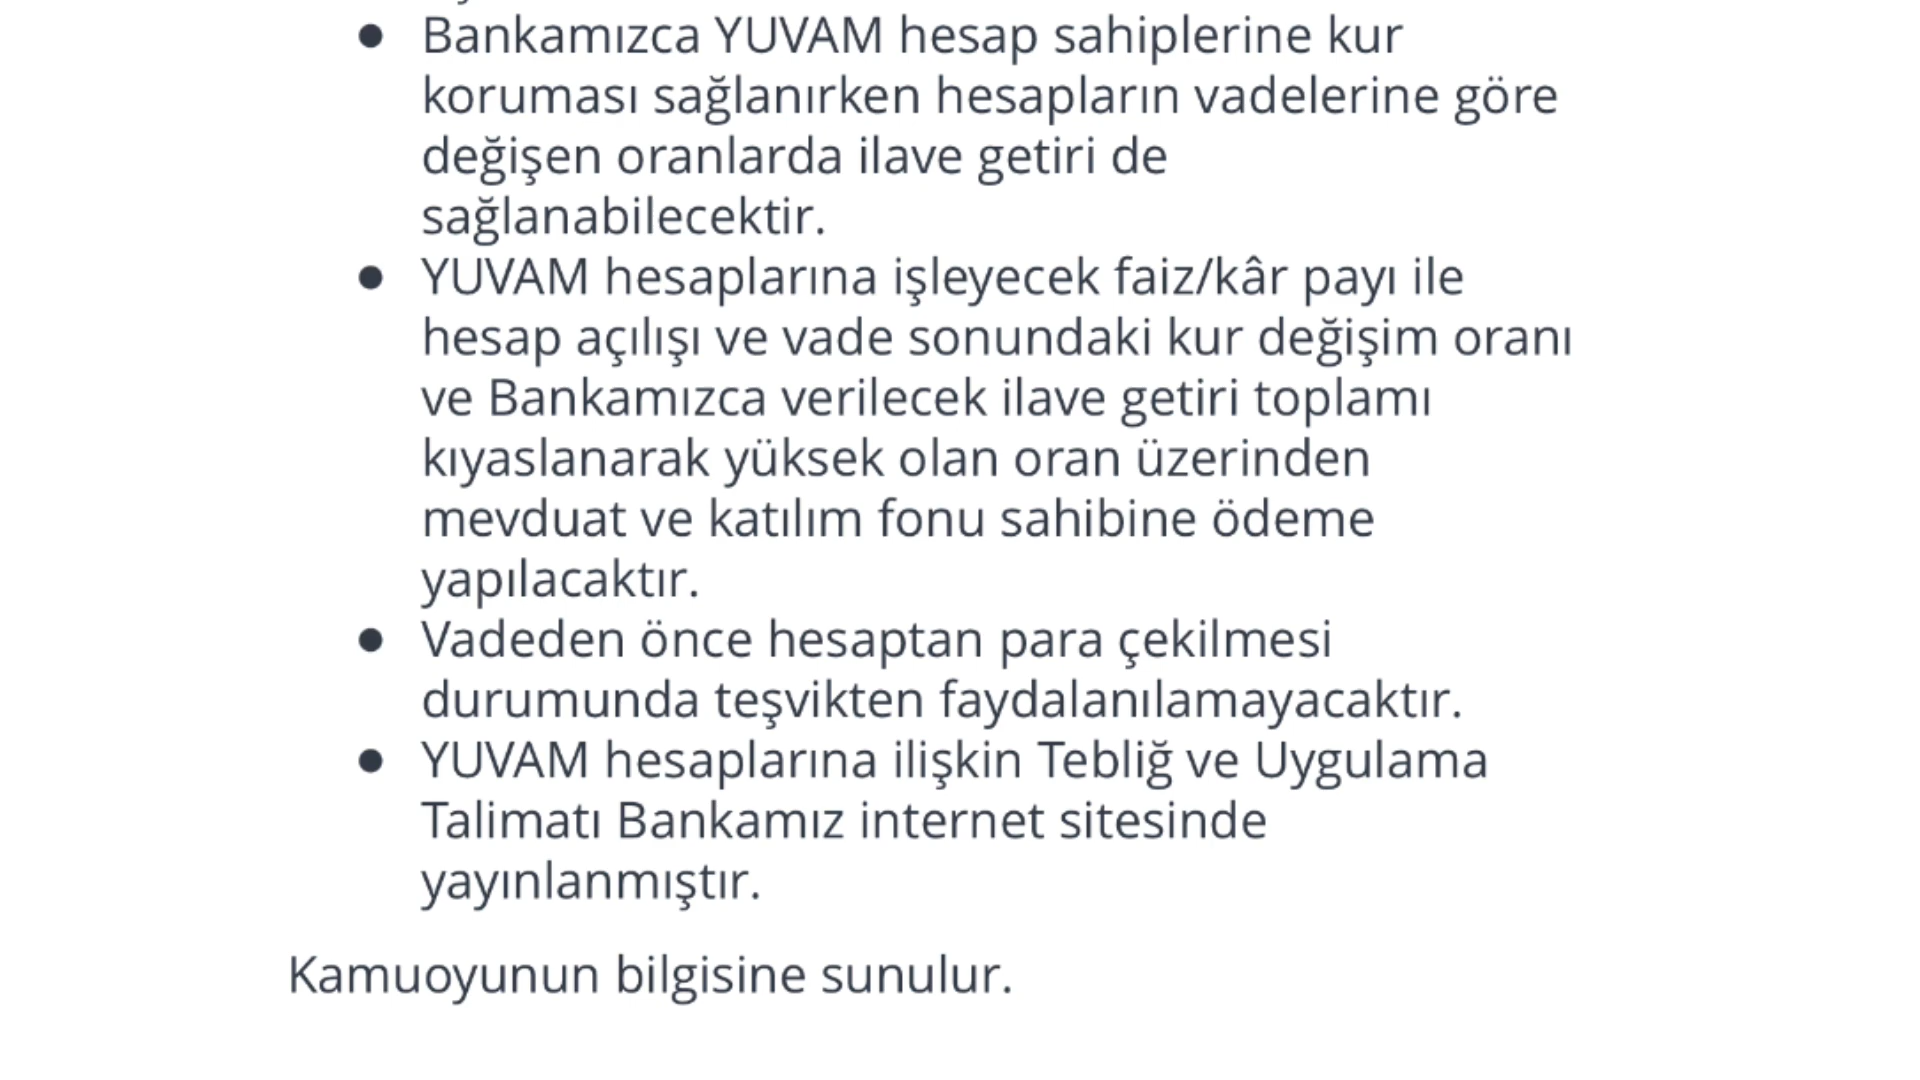 ● Bankamızca YUVAM hesap sahiplerine kur
koruması sağlanırken hesapların vadelerine göre
değişen oranlarda ilave getiri de
sağlanabilecektir.
● YUVAM hesaplarına işleyecek faiz/kâr payı ile
hesap açılışı ve vade sonundaki kur değişim oranı
ve Bankamızca verilecek ilave getiri toplamı
kıyaslanarak yüksek olan oran üzerinden
mevduat ve katılım fonu sahibine ödeme
yapılacaktır.
● Vadeden önce hesaptan para çekilmesi
durumunda teşvikten faydalanılamayacaktır.
● YUVAM hesaplarına ilişkin Tebliğ ve Uygulama
Talimatı Bankamız internet sitesinde
yayınlanmıştır.
Kamuoyunun bilgisine sunulur.